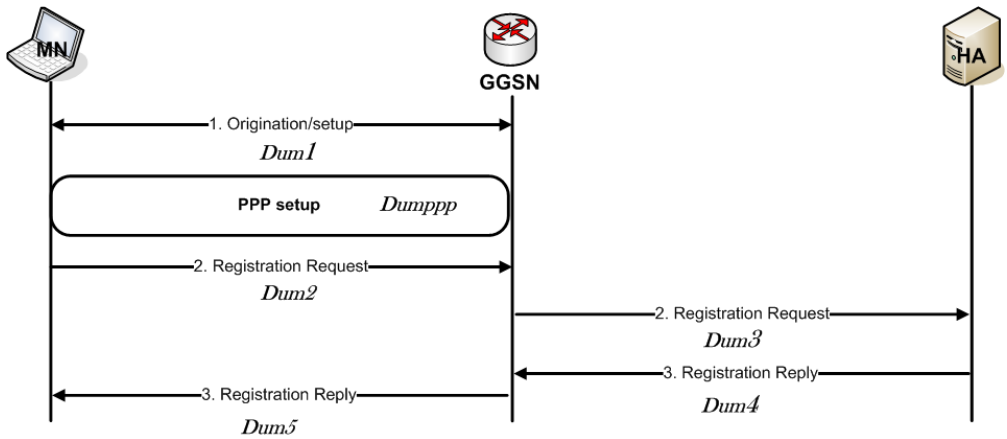 MN
GGSN
HA
1. Origination/setup
Dum1
PPP setup Dumppp
2. Registration Request
Dum2
2. Registration Request
Dum3
3. Registration Reply
Dum4
3. Registration Reply
Dum5